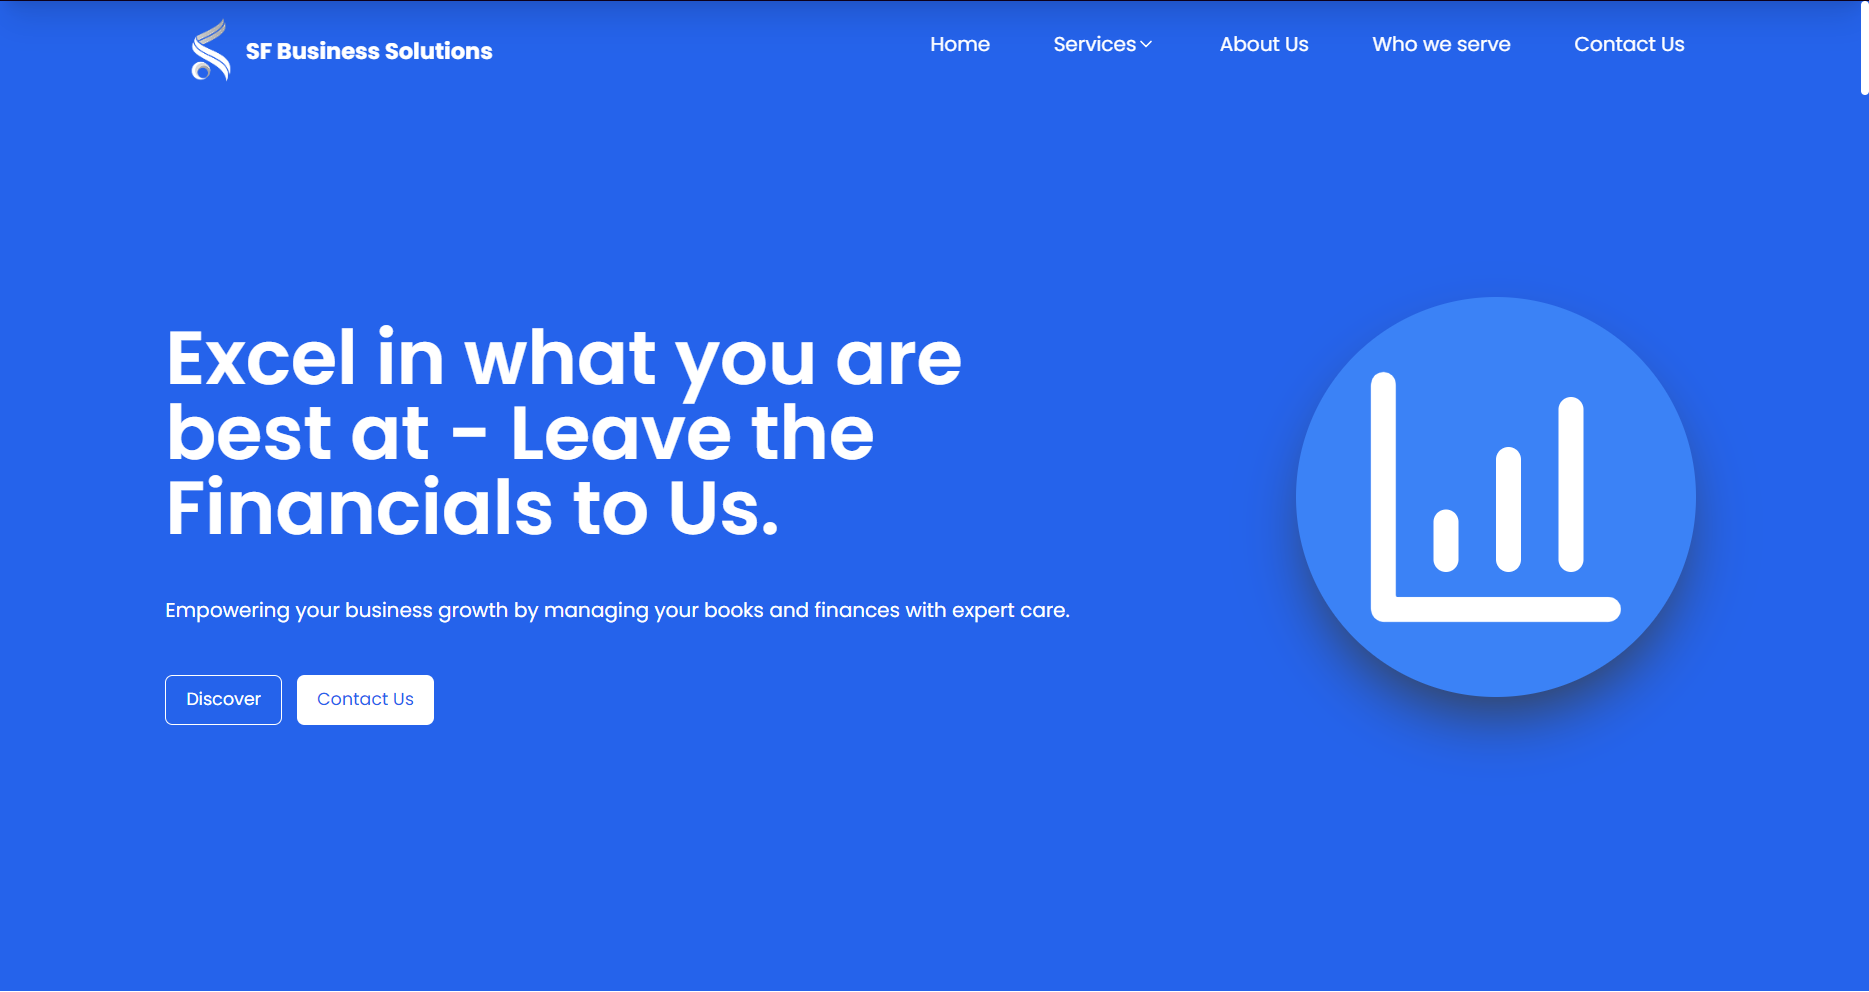 SF Business Solutions
Home
Services
About Us
Who we serve
Contact Us
Excel in what you are
best at - Leave the
Financials to Us.
Empowering your business growth by managing your books and finances with expert care.
Discover
Contact Us